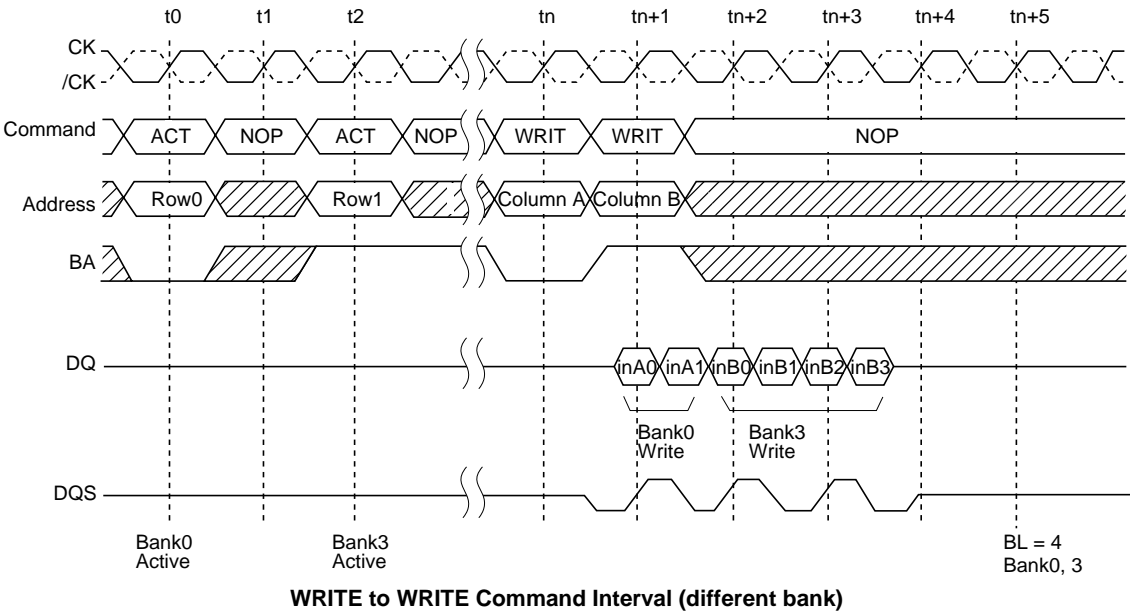 t0 t1 t2 tn tn+1 tn+2 tn+3 tn+4 tn+5
CK
/CK
Command ACT NOP ACT NOP WRIT WRIT NOP
Address Row0 Row1 Column A Column B
BA
DQ inA0 inA1 inB0 inB1 inB2 inB3
Bank0 Bank3
Write Write
DQS
Bank0 Bank3 BL = 4
Active Active Bank0, 3
WRITE to WRITE Command Interval (different bank)